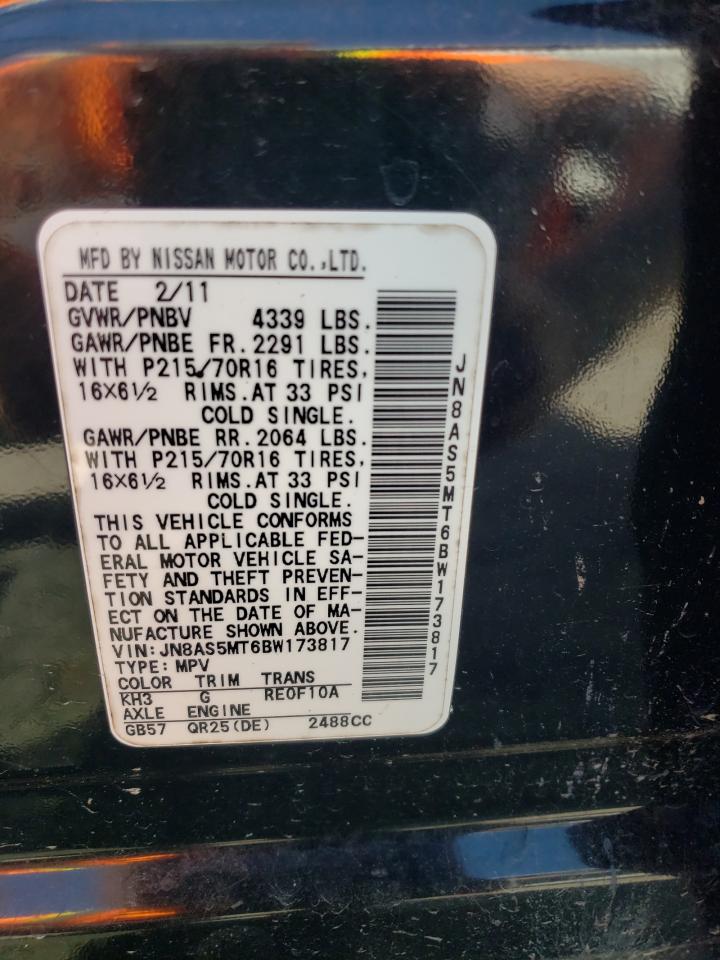 MFD BY NISSAN MOTOR CO.,LTD.
DATE 2/11
GVWR/PNBV 4339 LBS.
GAWR/PNBE FR. 2291 LBS.
WITH P215/70R16 TIRES,
16X6½ RIMS. AT 33 PSI
COLD SINGLE.
GAWR/PNBE RR. 2064 LBS.
WITH P215/70R16 TIRES,
16X6½ RIMS. AT 33 PSI
COLD SINGLE.
THIS VEHICLE CONFORMS
TO ALL APPLICABLE FED-
ERAL MOTOR VEHICLE SA-
FETY AND THEFT PREVEN-
TION STANDARDS IN EFF-
ECT ON THE DATE OF MA-
NUFACTURE SHOWN ABOVE.
VIN:JN8AS5MT6BW173817
TYPE:MPV
COLOR TRIM TRANS
KH3 G RE0F10A
AXLE ENGINE
GB57 QR25(DE) 2488CC
JN8AS5MT6BW173817